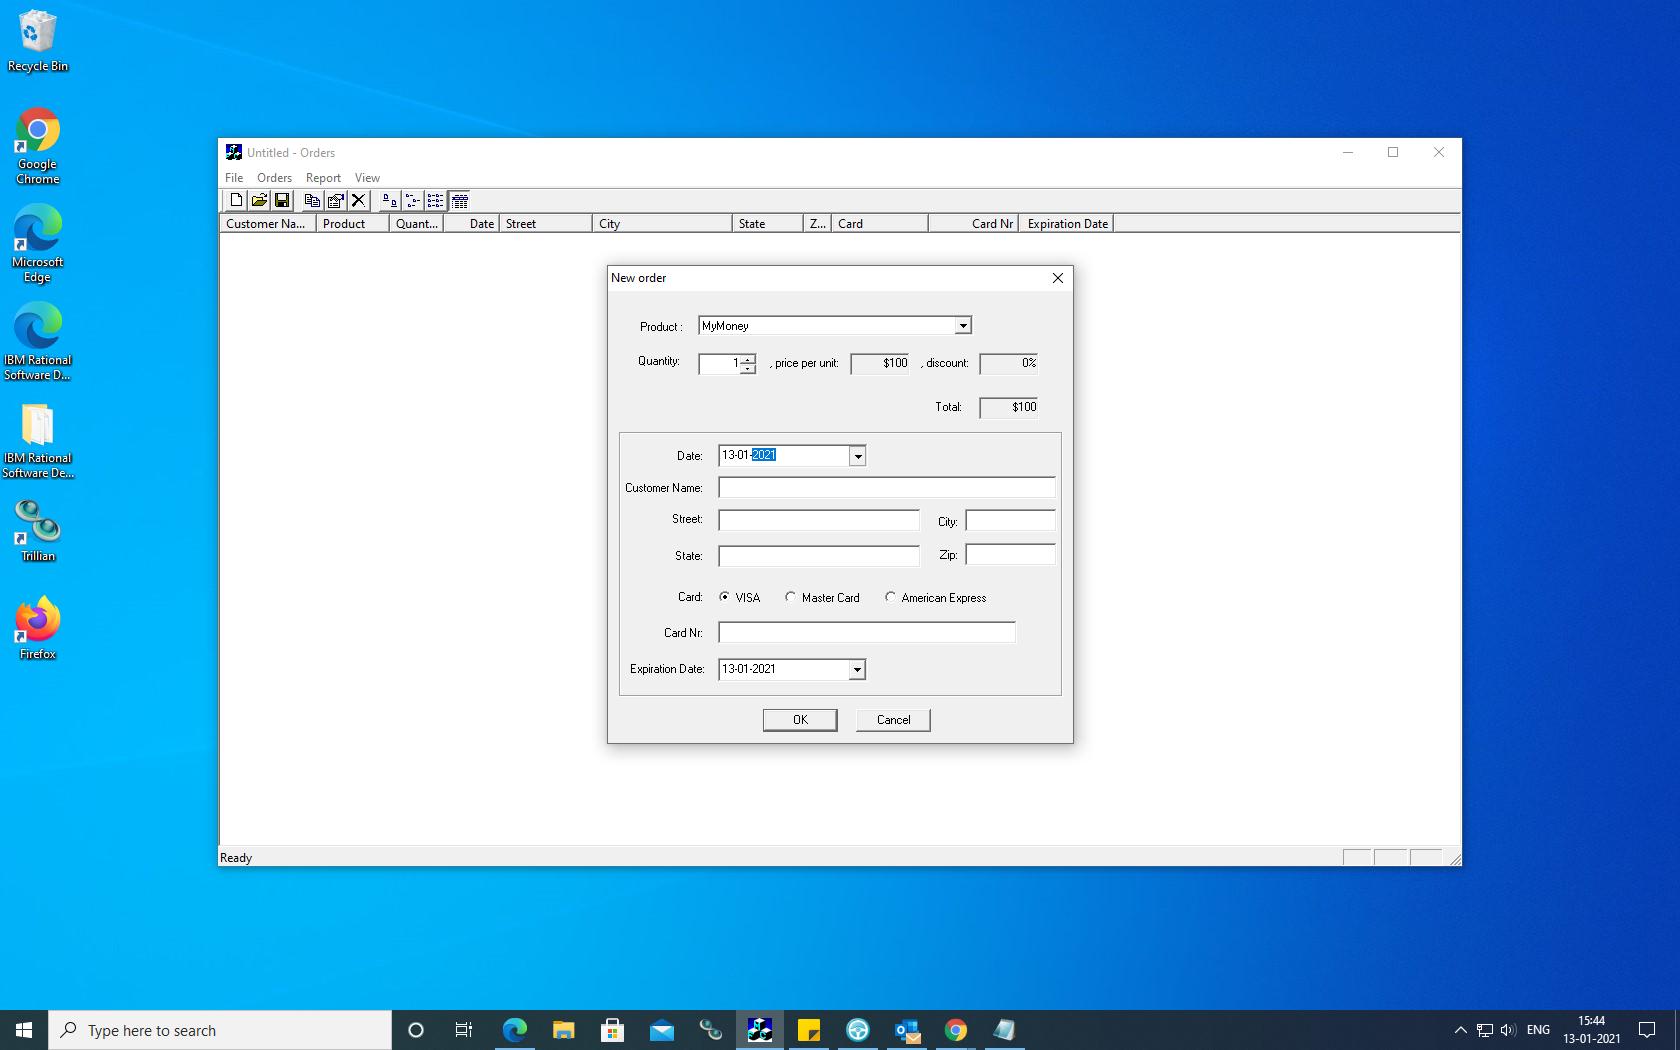 Recycle Bin
Google
Chrome
Microsoft
Edge
IBM Rational
Software D...
IBM Rational
Software De...
Trillian
Firefox
Untitled - Orders
File Orders Report View
Customer Na... Product Quant... Date Street City State Z... Card Card Nr Expiration Date
New order
Product : MyMoney
Quantity: 1 , price per unit: $100 , discount: 0%
Total: $100
Date: 13-01-2021
Customer Name:
Street: City:
State: Zip:
Card: VISA Master Card American Express
Card Nr:
Expiration Date: 13-01-2021
OK Cancel
Ready
Type here to search
ENG
15:44
13-01-2021